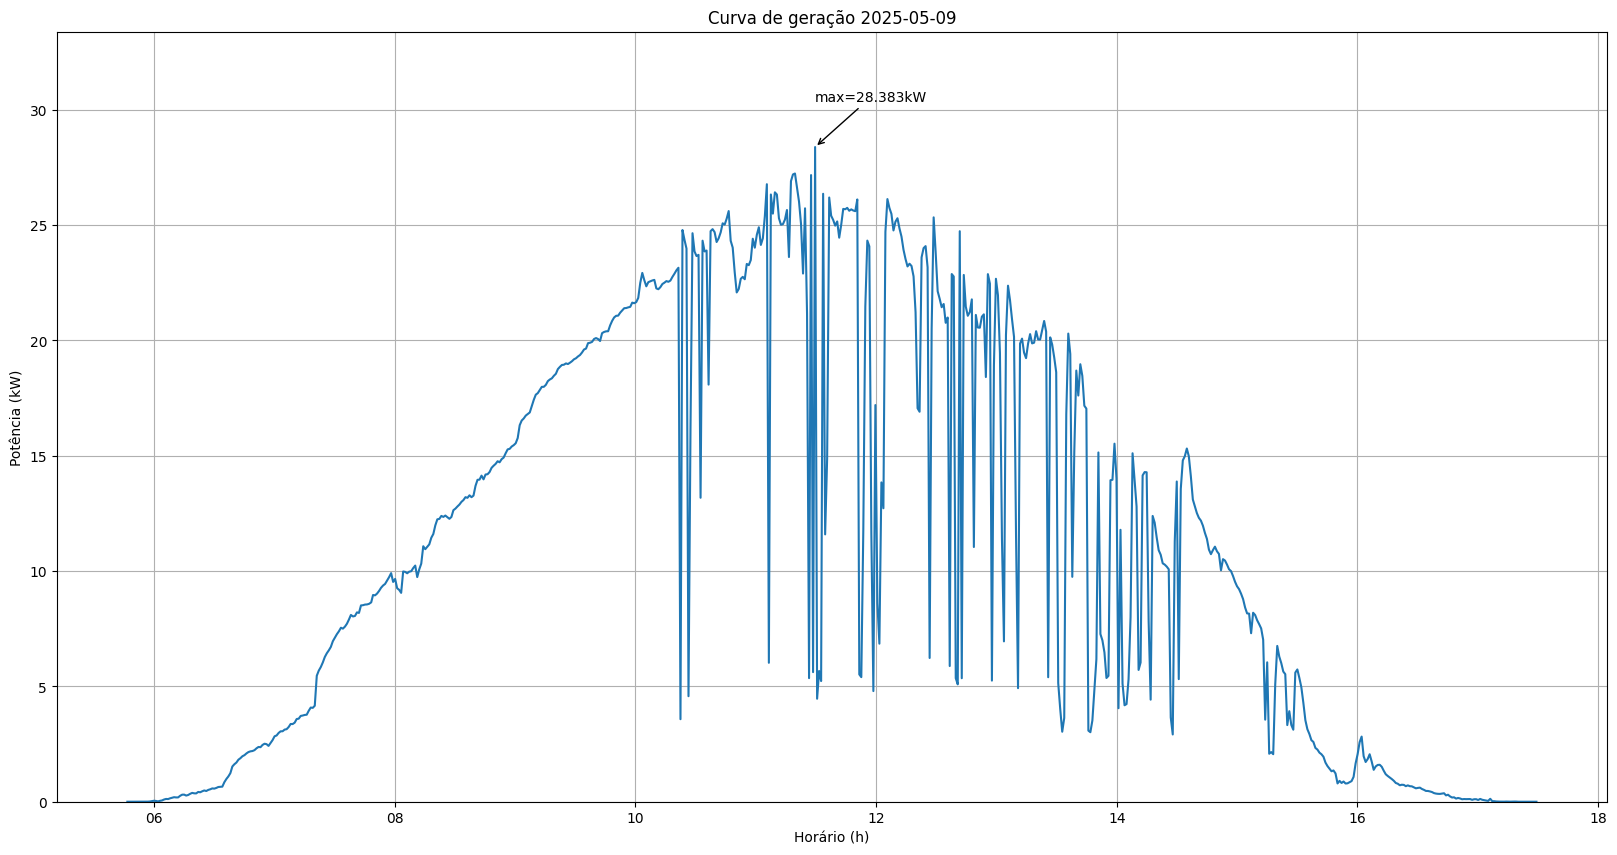 Curva de geração 2025-05-09
max=28.383kW
30
25
20
15
10
5
0
Potência (kW)
06 08 10 12 14 16 18
Horário (h)